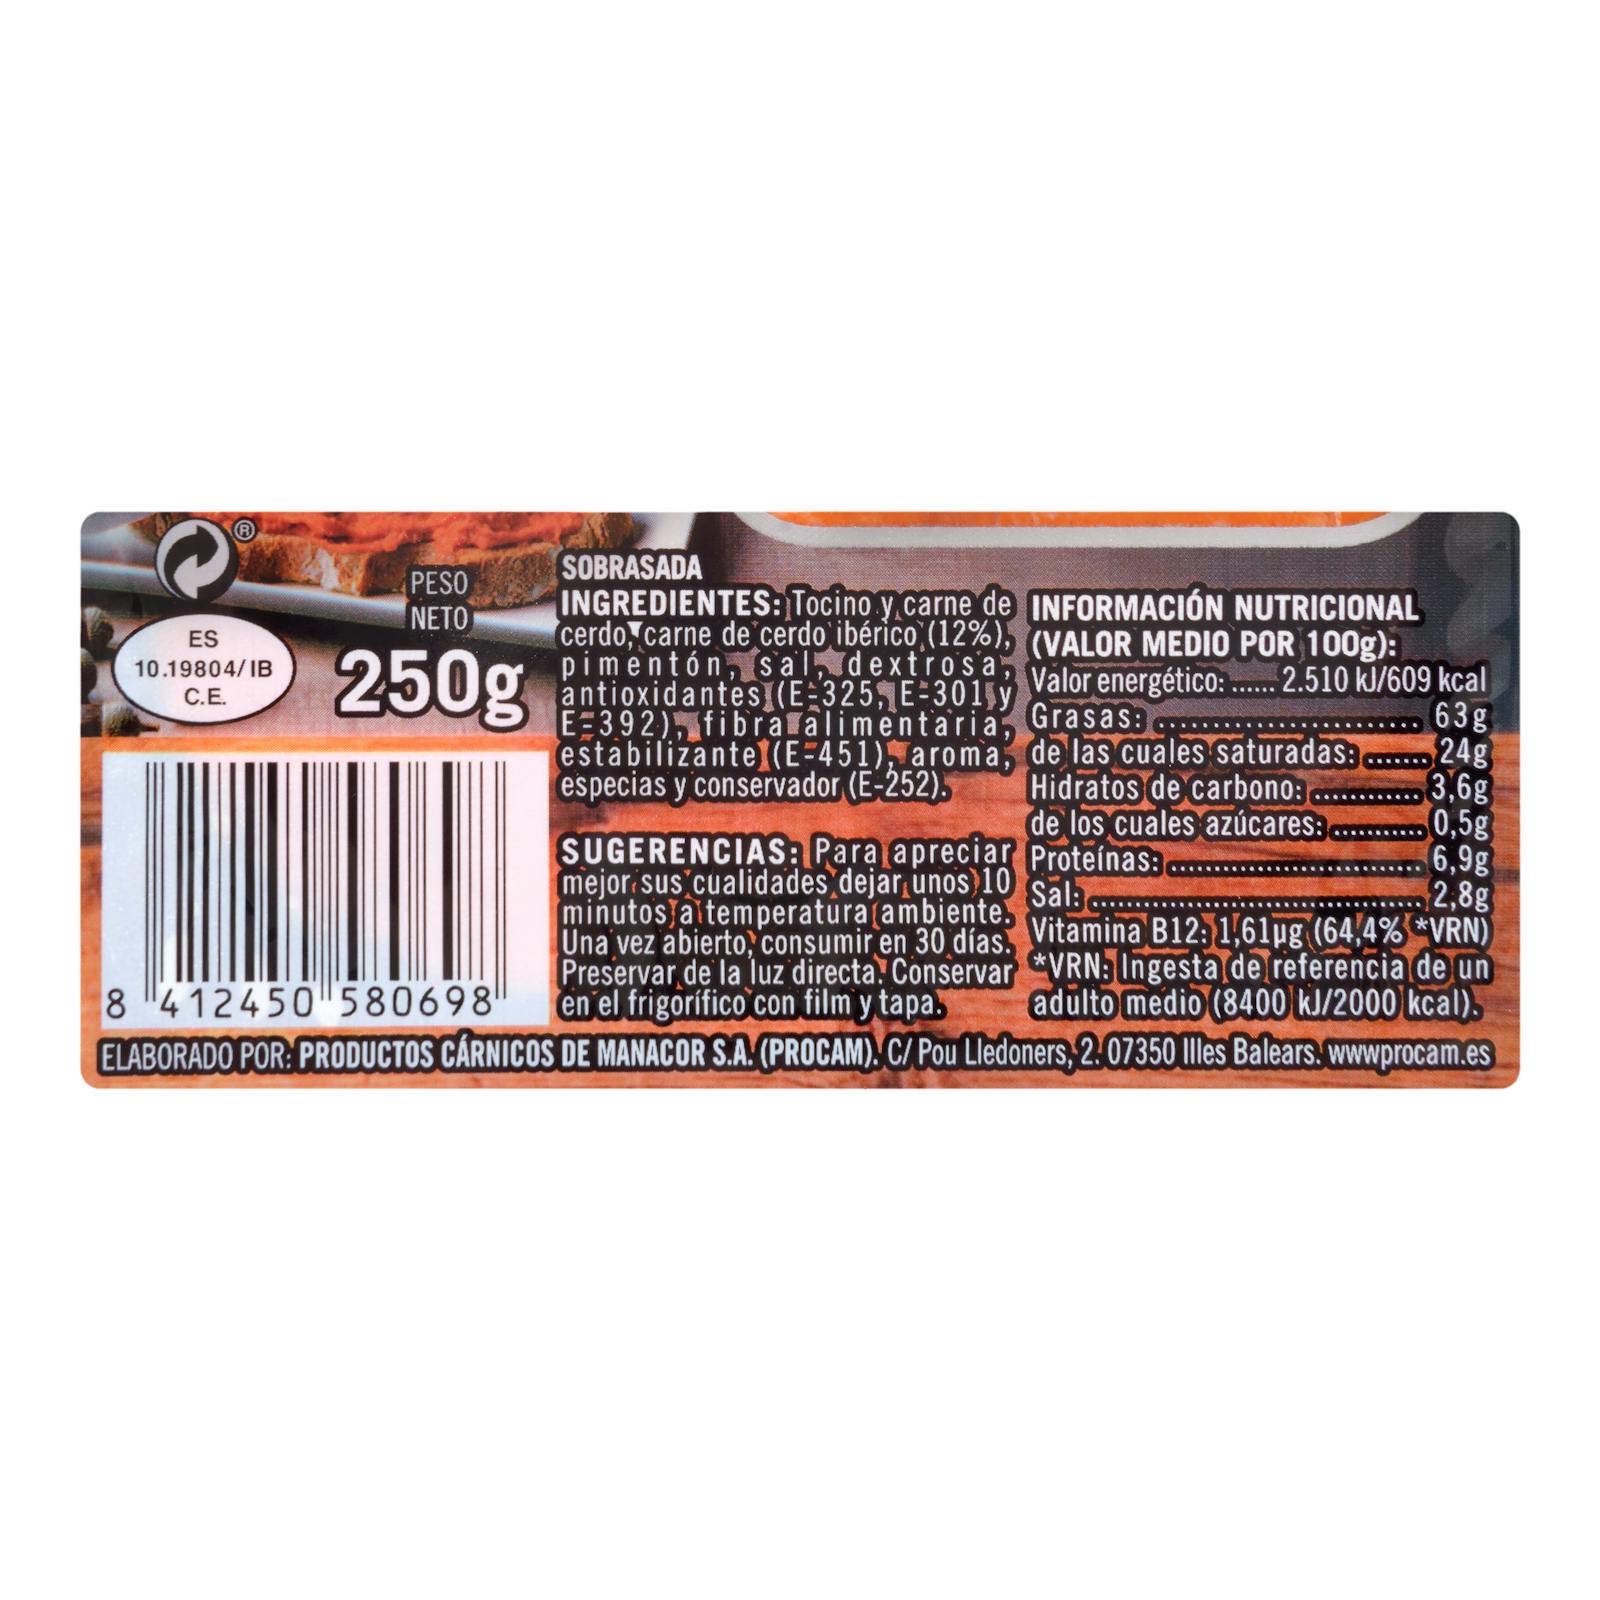 ®
PESO
NETO
250g
ES
10.19804/IB
C.E.
8 412450 580698
SOBRASADA
INGREDIENTES: Tocino y carne de
cerdo, carne de cerdo ibérico (12%),
pimentón, sal, dextrosa,
antioxidantes (E-325, E-301 y
E-392), fibra alimentaria,
estabilizante (E-451), aroma,
especias y conservador (E-252).
SUGERENCIAS: Para apreciar
mejor sus cualidades dejar unos 10
minutos a temperatura ambiente.
Una vez abierto, consumir en 30 días.
Preservar de la luz directa. Conservar
en el frigorífico con film y tapa.
INFORMACIÓN NUTRICIONAL
(VALOR MEDIO POR 100g):
Valor energético: ...... 2.510 kJ/609 kcal
Grasas: .......................... 63g
de las cuales saturadas: ....... 24g
Hidratos de carbono: ............ 3,6g
de los cuales azúcares: ........... 0,5g
Proteínas: .......................... 6,9g
Sal: .................................. 2,8g
Vitamina B12: 1,61µg (64,4% *VRN)
*VRN: Ingesta de referencia de un
adulto medio (8400 kJ/2000 kcal).
ELABORADO POR: PRODUCTOS CÁRNICOS DE MANACOR S.A. (PROCAM). C/ Pou Lledoners, 2. 07350 Illes Balears. wwwprocam.es